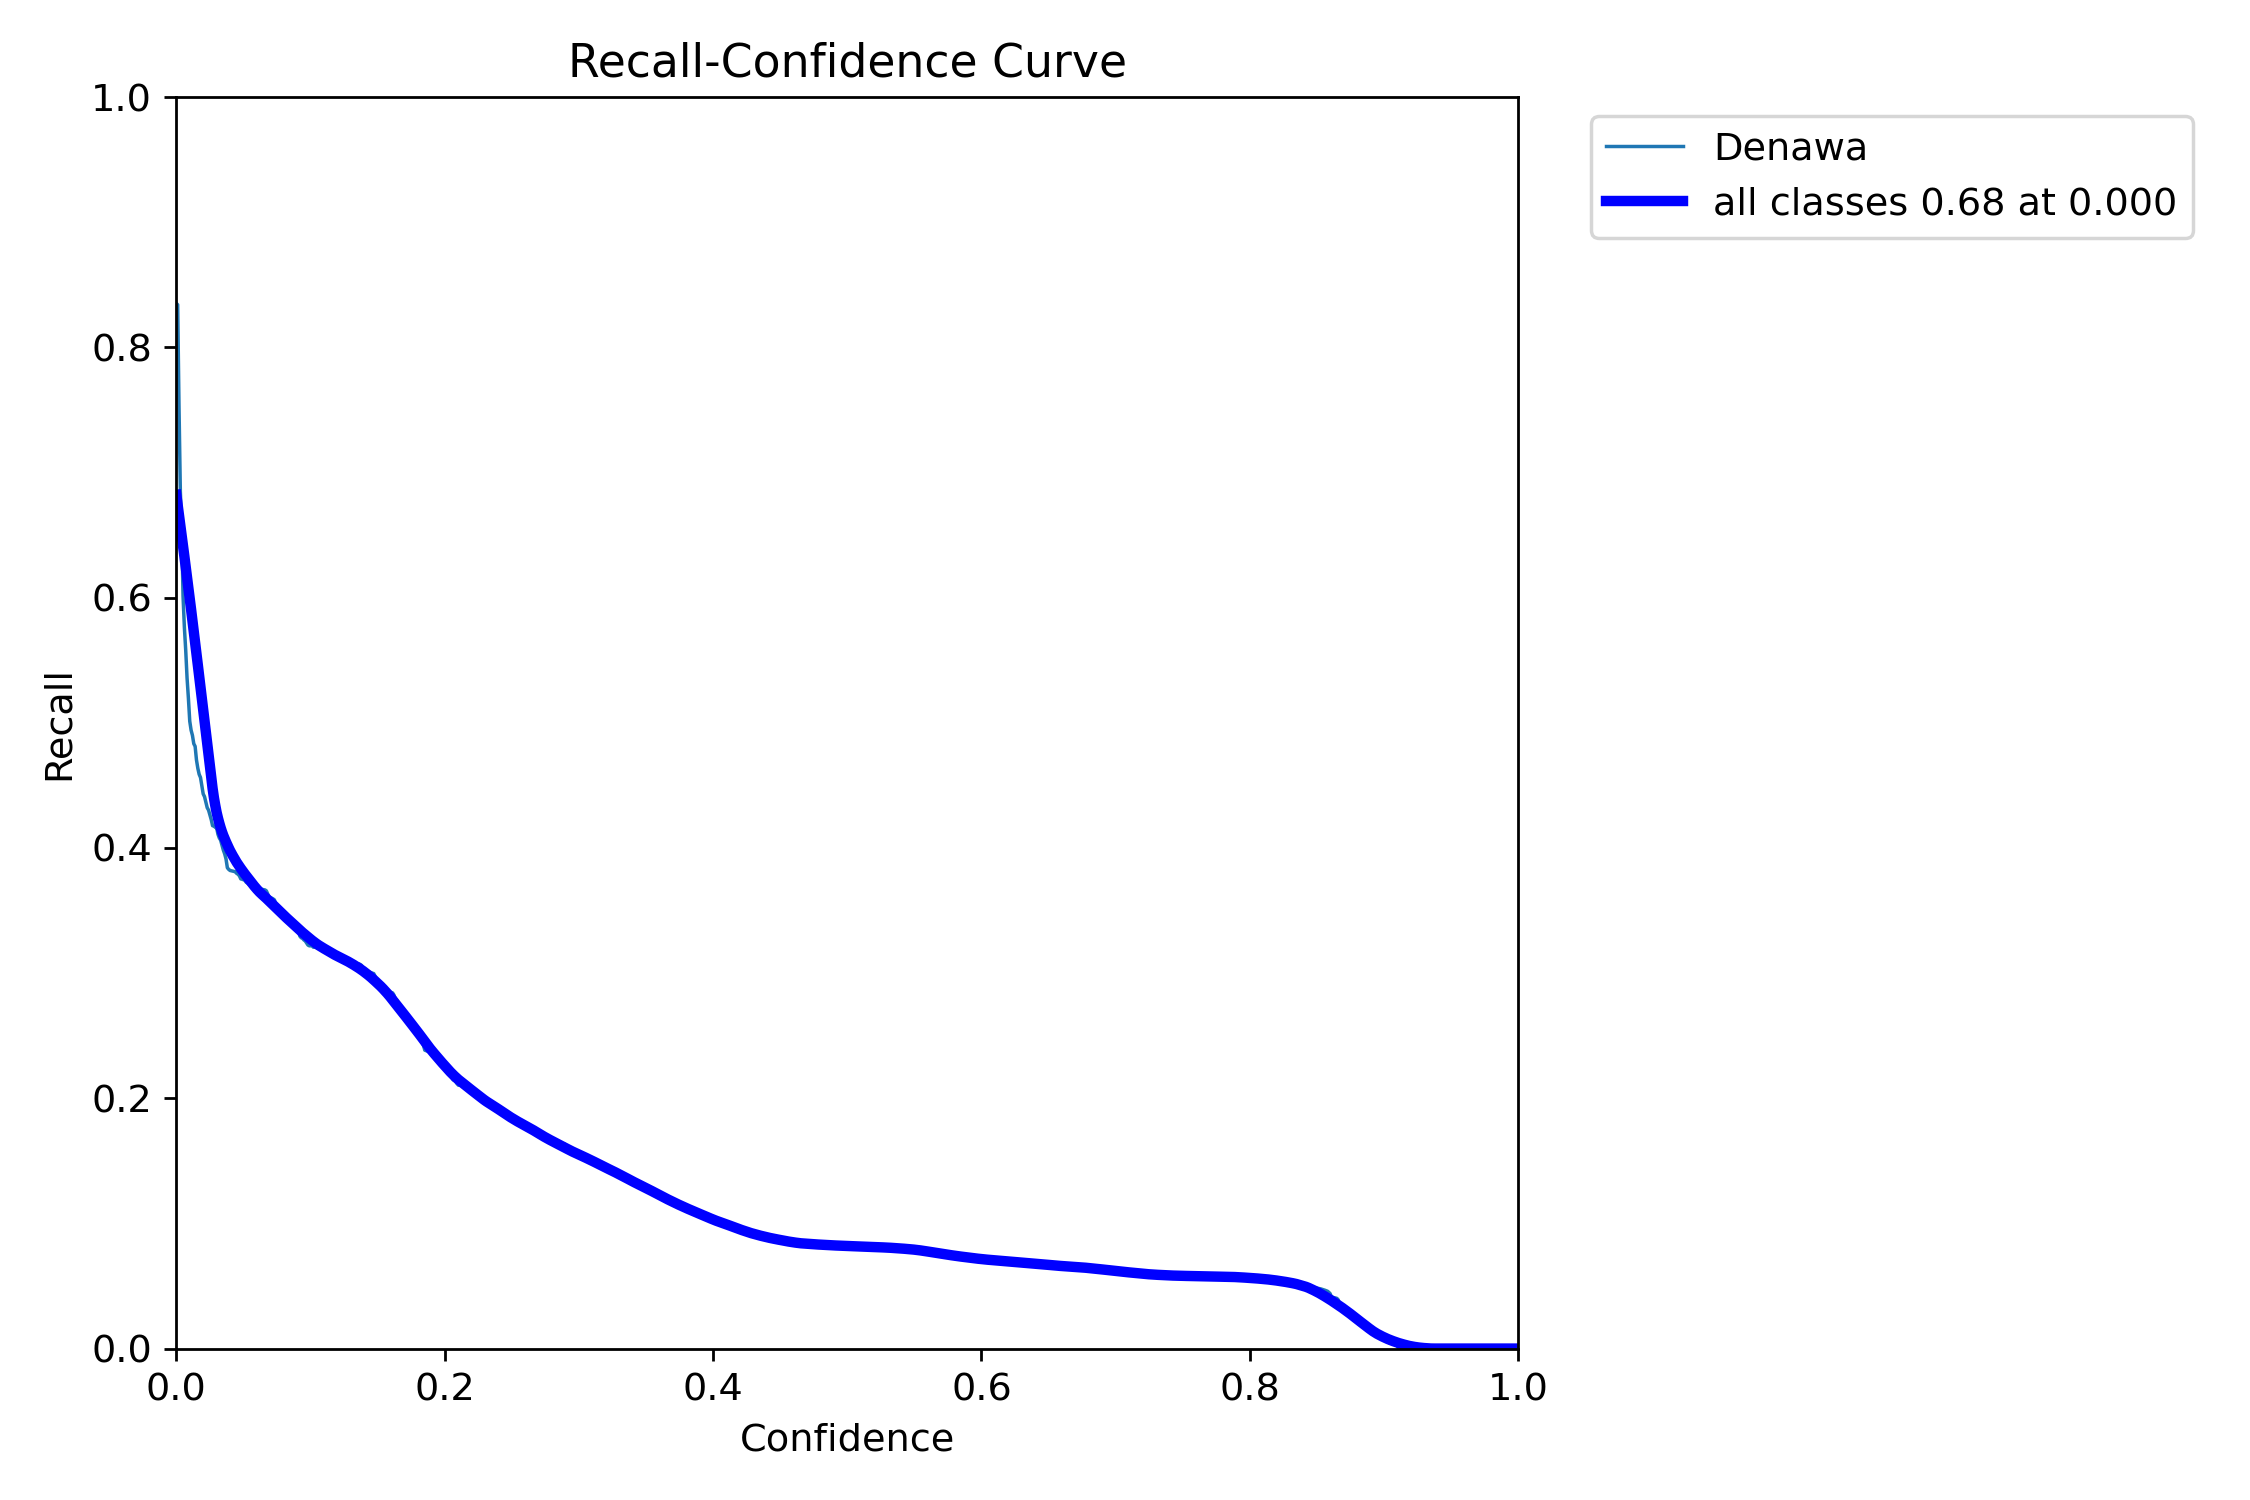 Recall-Confidence Curve
Denawa
all classes 0.68 at 0.000
Recall
1.0
0.8
0.6
0.4
0.2
0.0
0.0 0.2 0.4 0.6 0.8 1.0
Confidence